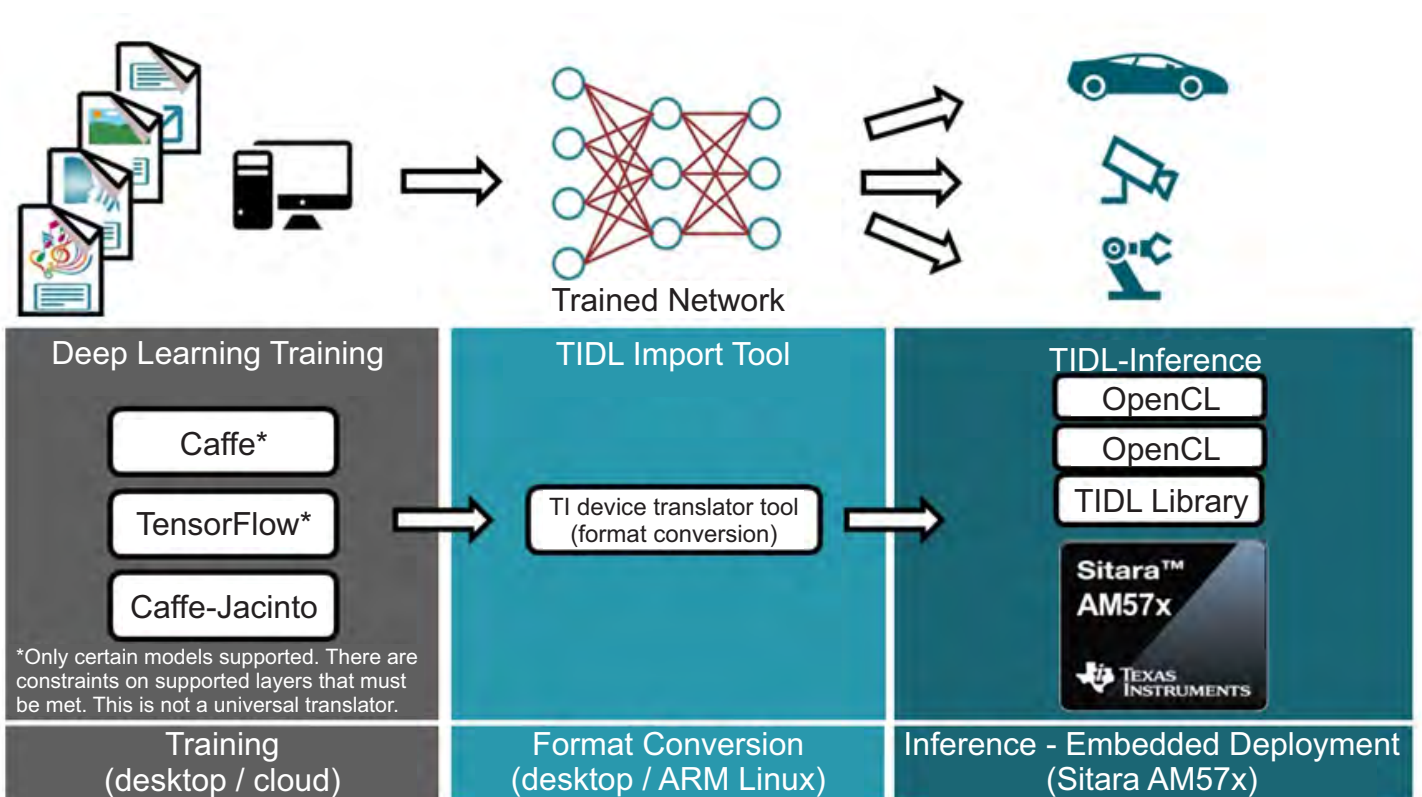 Trained Network
Deep Learning Training
Caffe*
TensorFlow*
Caffe-Jacinto
*Only certain models supported. There are
constraints on supported layers that must
be met. This is not a universal translator.
Training
(desktop / cloud)
TIDL Import Tool
TI device translator tool
(format conversion)
Format Conversion
(desktop / ARM Linux)
TIDL-Inference
OpenCL
OpenCL
TIDL Library
Sitara™
AM57x
TEXAS
INSTRUMENTS
Inference - Embedded Deployment
(Sitara AM57x)